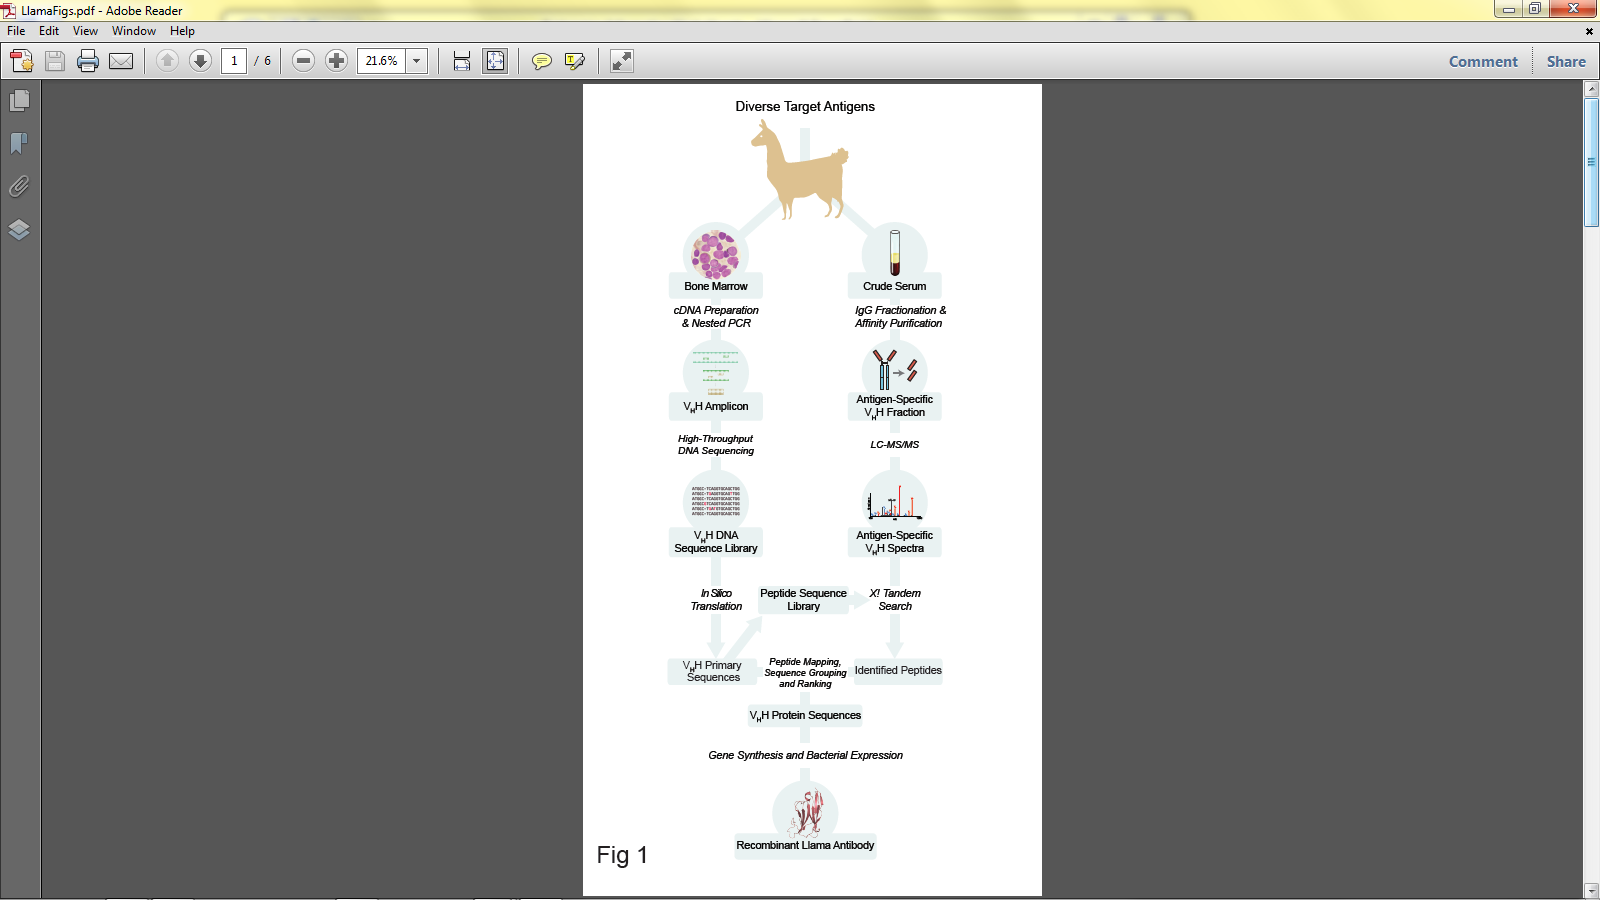 LlamaFigs.pdf - Adobe Reader
File Edit View Window Help
1 / 6 21.6% Comment Share
Diverse Target Antigens
Bone Marrow
Crude Serum
cDNA Preparation
& Nested PCR
IgG Fractionation &
Affinity Purification
VHH Amplicon
Antigen-Specific
VHH Fraction
High-Throughput
DNA Sequencing
LC-MS/MS
VHH DNA
Sequence Library
Antigen-Specific
VHH Spectra
In Silico
Translation
Peptide Sequence
Library
X! Tandem
Search
VHH Primary
Sequences
Peptide Mapping,
Sequence Grouping
and Ranking
Identified Peptides
VHH Protein Sequences
Gene Synthesis and Bacterial Expression
Recombinant Llama Antibody
Fig 1